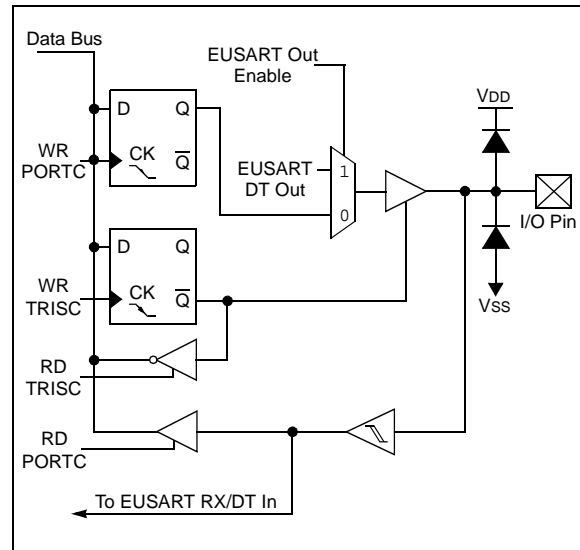 Data Bus
EUSART Out
Enable
VDD
D
Q
WR
PORTC
CK
Q
EUSART
DT Out
1
0
I/O Pin
D
Q
WR
TRISC
CK
Q
VSS
RD
TRISC
RD
PORTC
To EUSART RX/DT In